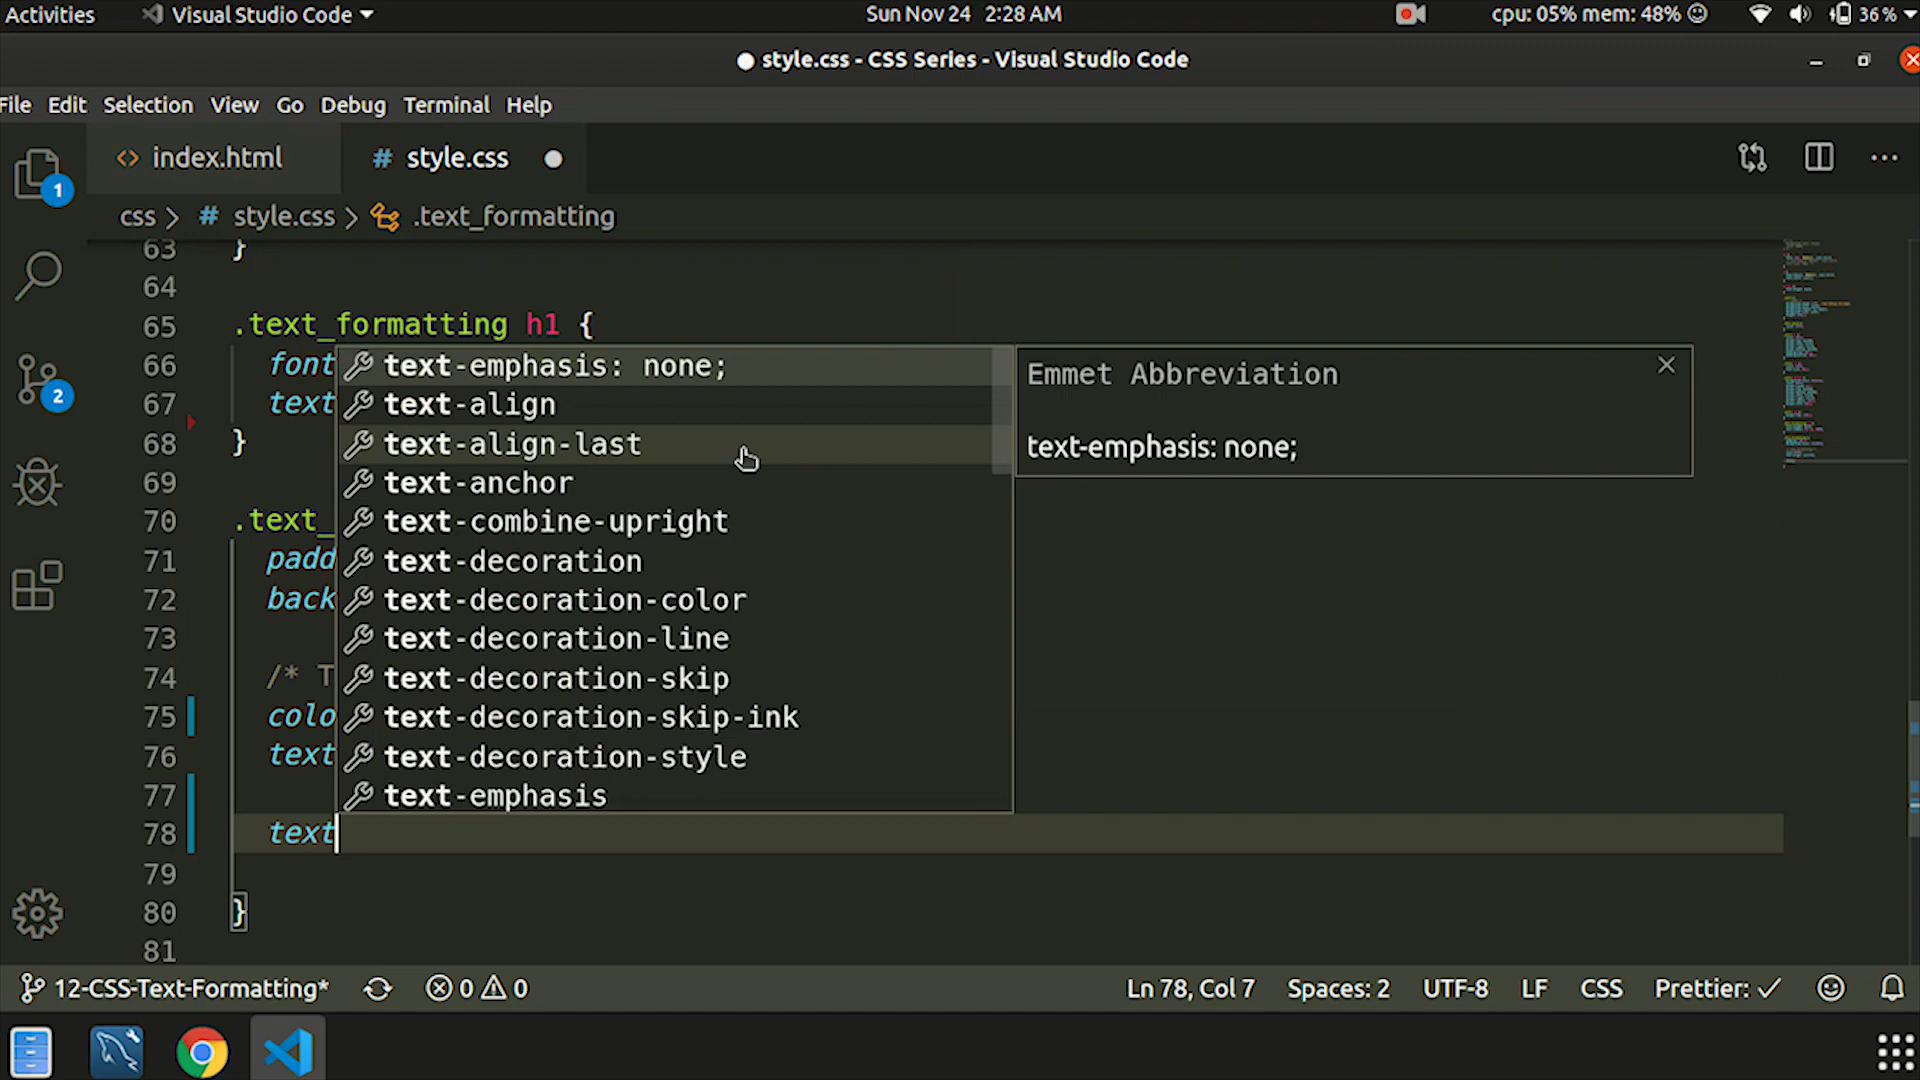 Activities Visual Studio Code Sun Nov 24 2:28 AM cpu: 05% mem: 48% 36%
style.css - CSS Series - Visual Studio Code
File Edit Selection View Go Debug Terminal Help
<> index.html # style.css
css > # style.css > .text_formatting
63 }
64
65 .text_formatting h1 {
66 font
67 text
68 }
69
70 .text_
71 padd
72 back
73
74 /* T
75 colo
76 text
77
78 text
79
80 }
81
text-emphasis: none;
text-align
text-align-last
text-anchor
text-combine-upright
text-decoration
text-decoration-color
text-decoration-line
text-decoration-skip
text-decoration-skip-ink
text-decoration-style
text-emphasis
Emmet Abbreviation
text-emphasis: none;
1
2
12-CSS-Text-Formatting* 0 0 Ln 78, Col 7 Spaces: 2 UTF-8 LF CSS Prettier: ✓